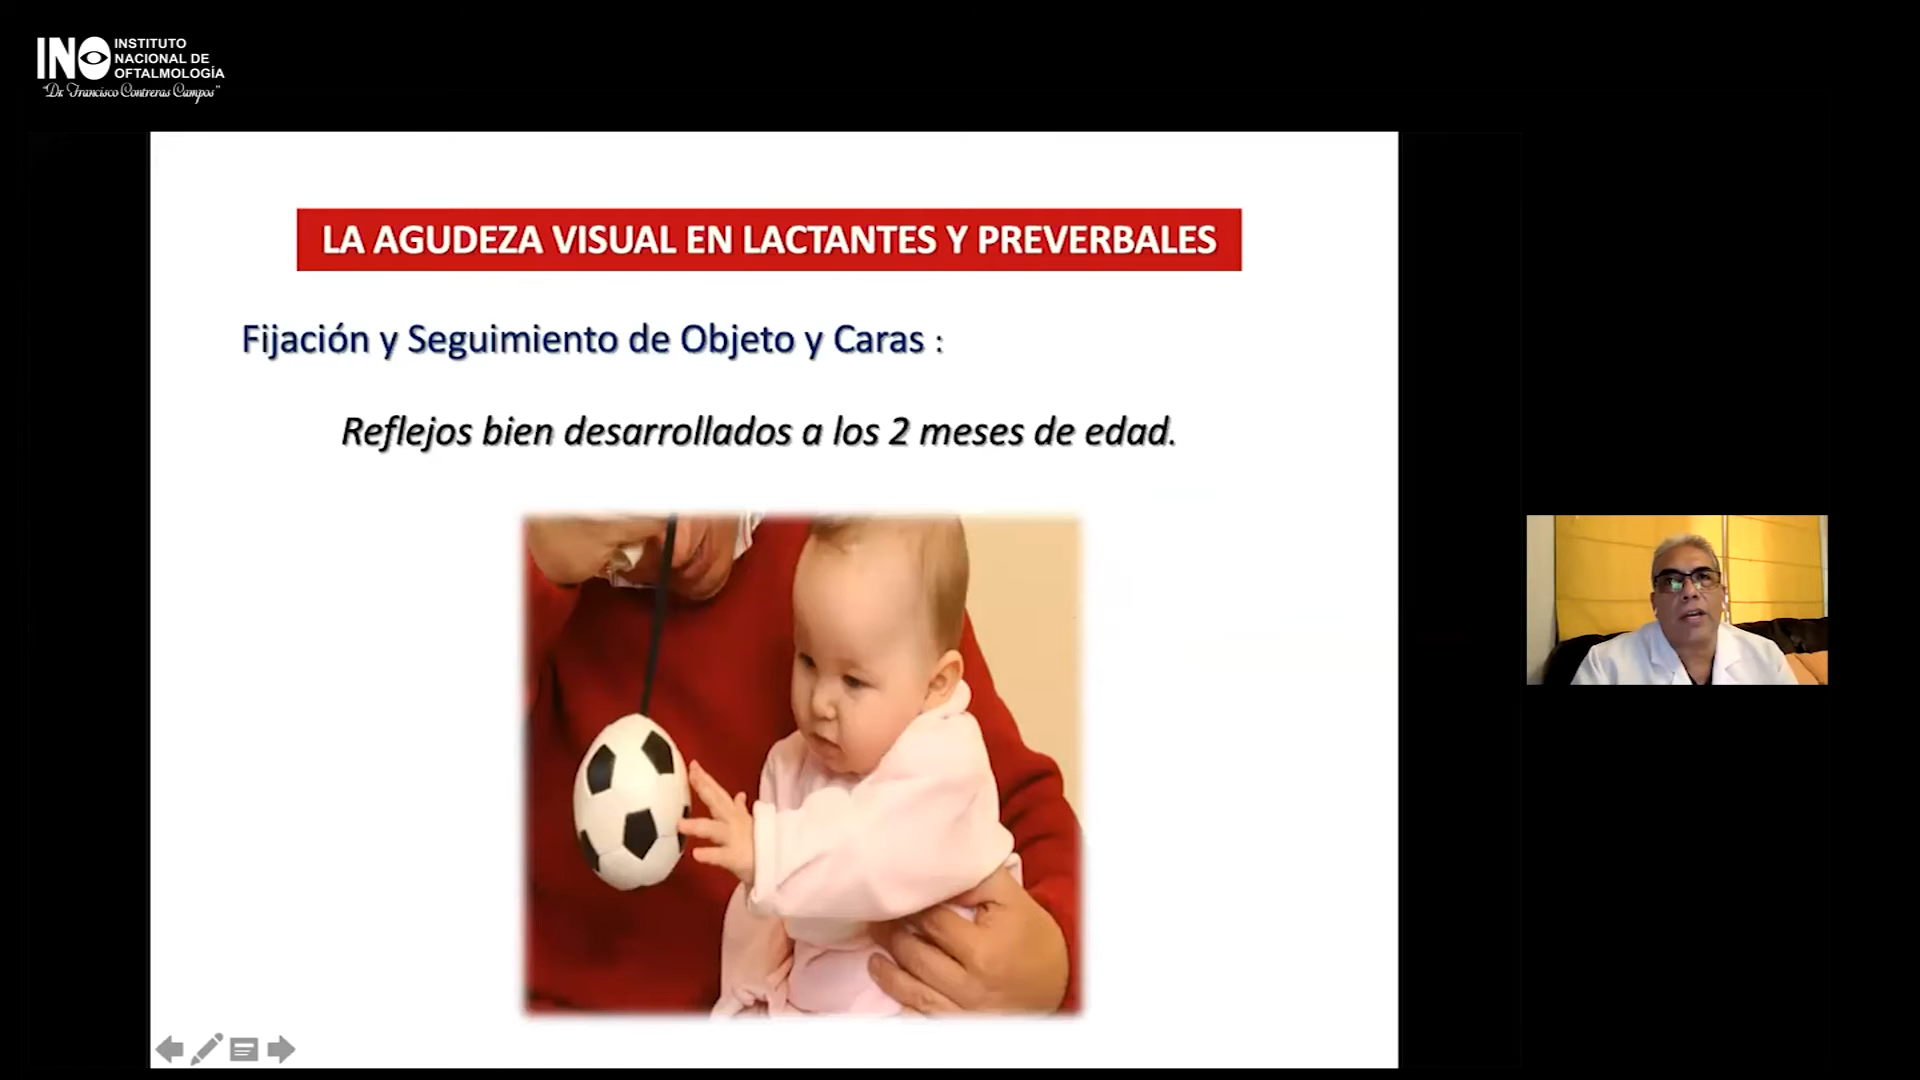 INO INSTITUTO
NACIONAL DE
OFTALMOLOGÍA
"Dr. Francisco Contreras Campos"
LA AGUDEZA VISUAL EN LACTANTES Y PREVERBALES
Fijación y Seguimiento de Objeto y Caras :
Reflejos bien desarrollados a los 2 meses de edad.